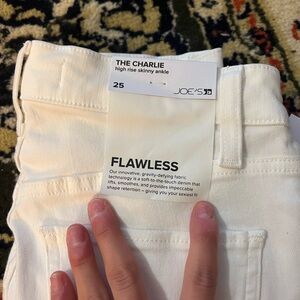 THE CHARLIE
high rise skinny ankle
25
JOE'S
FLAWLESS
Our innovative, gravity-defying fabric
technology is a soft-to-the-touch denim that
lifts, smoothes, and provides impeccable
shape retention – giving you your sexiest fit